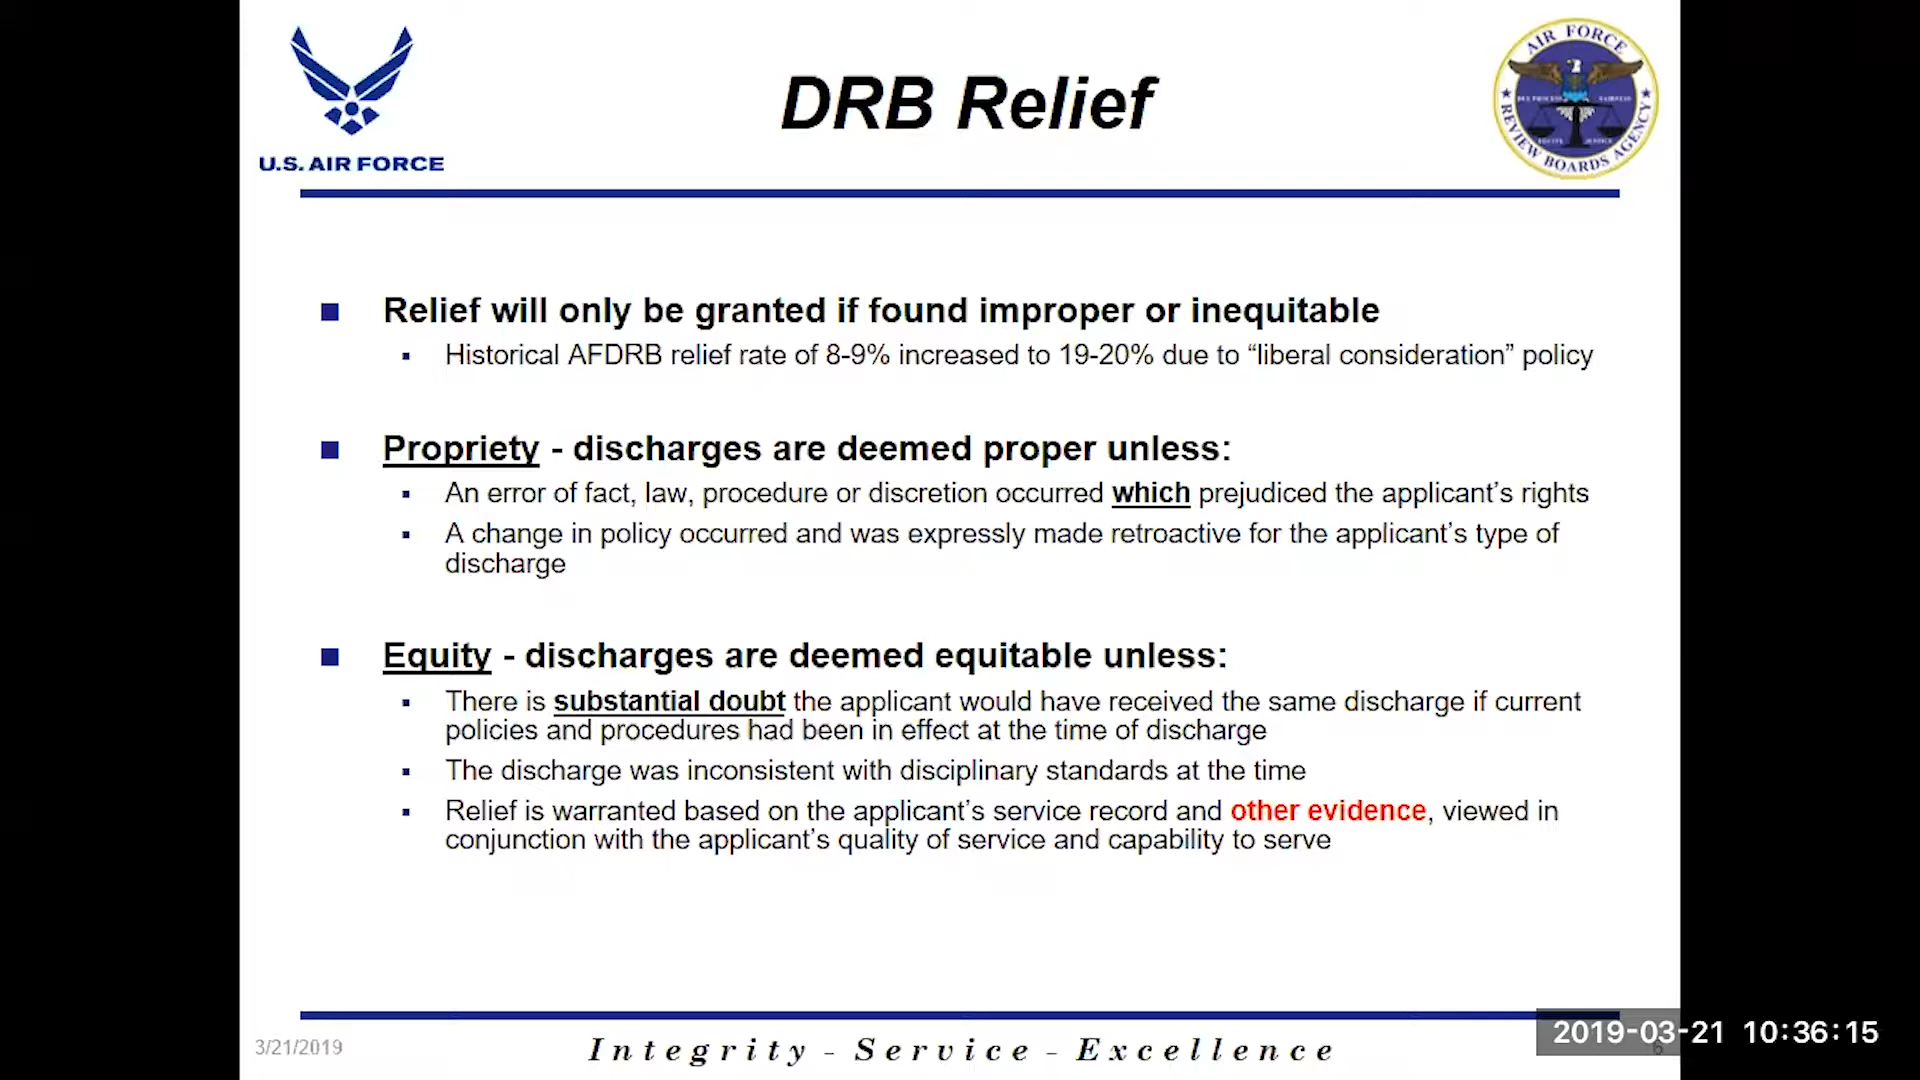 U.S. AIR FORCE
DRB Relief
AIR FORCE
REVIEW BOARDS AGENCY
Relief will only be granted if found improper or inequitable
Historical AFDRB relief rate of 8-9% increased to 19-20% due to “liberal consideration” policy
Propriety - discharges are deemed proper unless:
An error of fact, law, procedure or discretion occurred which prejudiced the applicant’s rights
A change in policy occurred and was expressly made retroactive for the applicant’s type of
discharge
Equity - discharges are deemed equitable unless:
There is substantial doubt the applicant would have received the same discharge if current
policies and procedures had been in effect at the time of discharge
The discharge was inconsistent with disciplinary standards at the time
Relief is warranted based on the applicant’s service record and other evidence, viewed in
conjunction with the applicant’s quality of service and capability to serve
3/21/2019
Integrity - Service - Excellence
2019-03-21 10:36:15